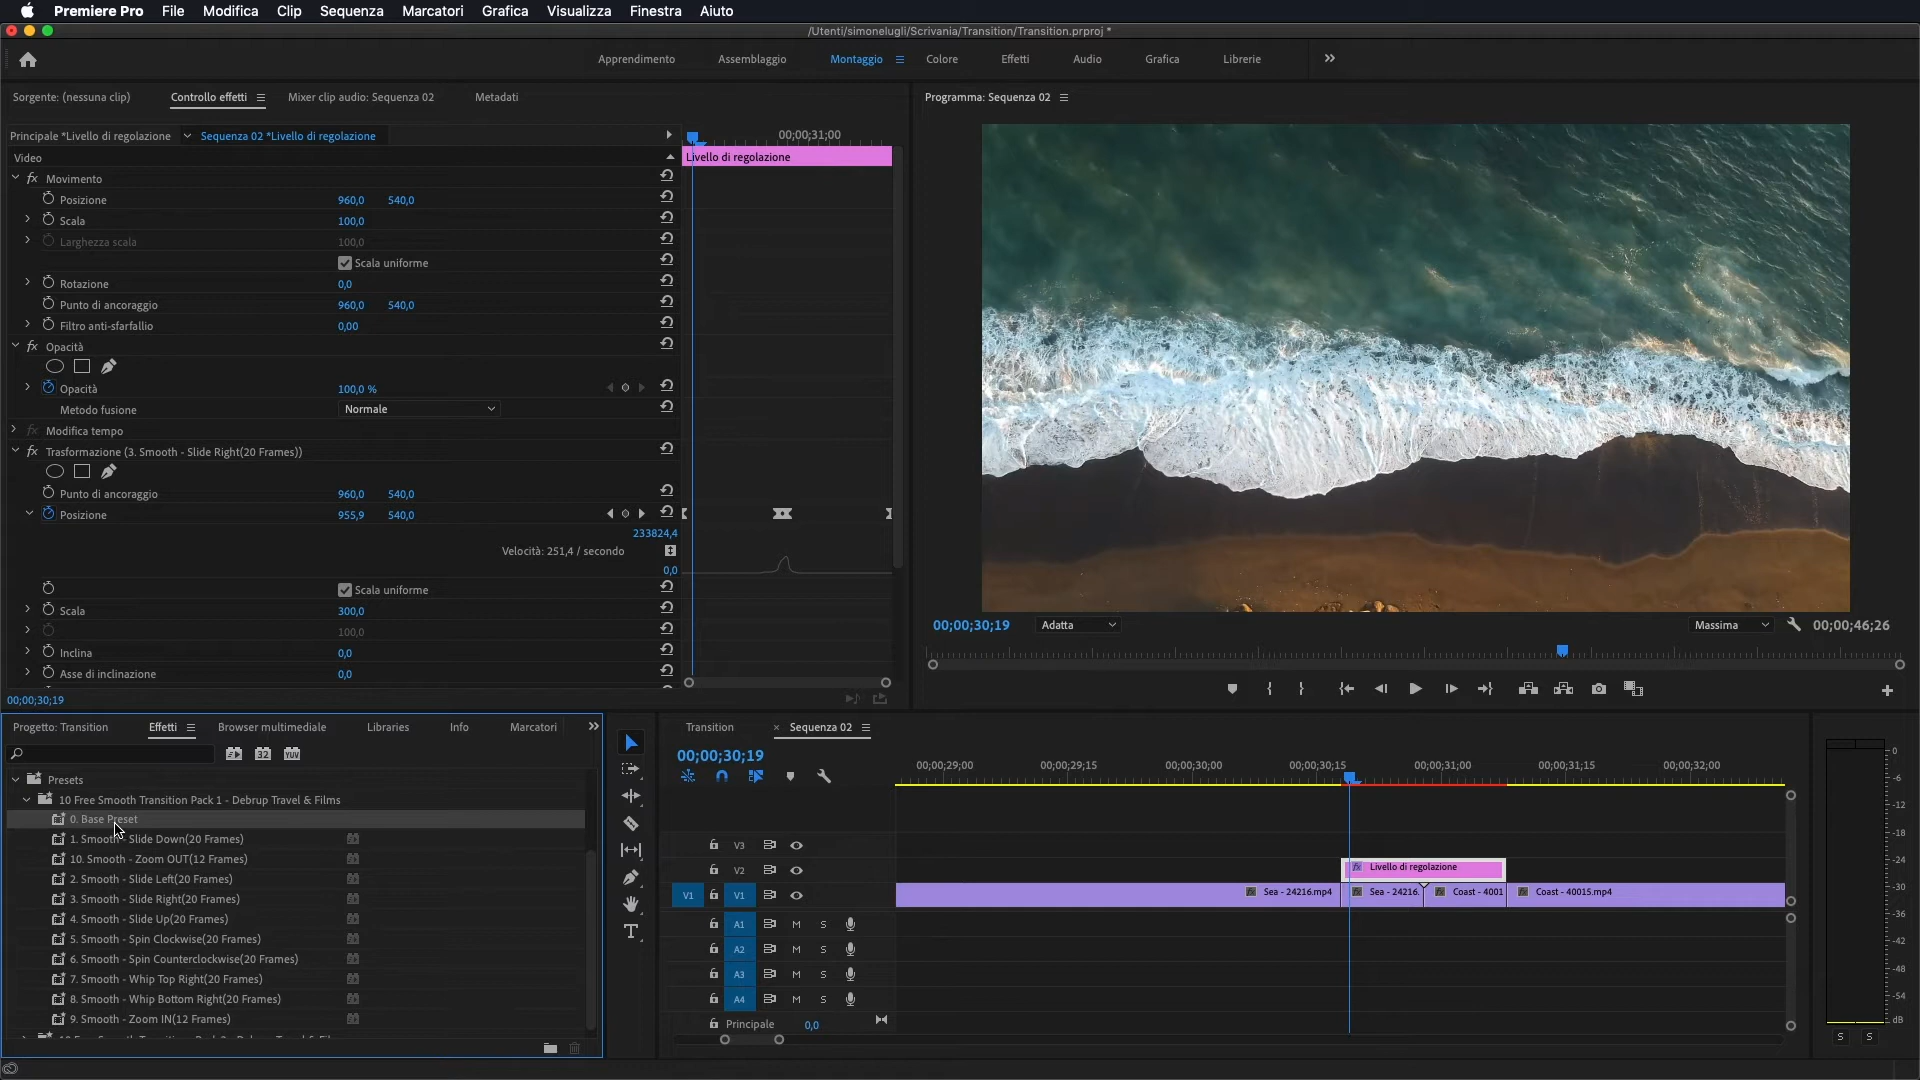 Premiere Pro File Modifica Clip Sequenza Marcatori Grafica Visualizza Finestra Aiuto
/Utenti/simonelugli/Scrivania/Transition/Transition.prproj *
Apprendimento Assemblaggio Montaggio Colore Effetti Audio Grafica Librerie
Sorgente: (nessuna clip) Controllo effetti Mixer clip audio: Sequenza 02 Metadati
Programma: Sequenza 02
Principale *Livello di regolazione Sequenza 02 *Livello di regolazione 00;00;31;00
Video Livello di regolazione
fx Movimento
Posizione 960,0 540,0
Scala 100,0
Larghezza scala 100,0
Scala uniforme
Rotazione 0,0
Punto di ancoraggio 960,0 540,0
Filtro anti-sfarfallio 0,00
fx Opacità
Opacità 100,0 %
Metodo fusione Normale
fx Modifica tempo
fx Trasformazione (3. Smooth - Slide Right(20 Frames))
Punto di ancoraggio 960,0 540,0
Posizione 955,9 540,0
233824,4
Velocità: 251,4 / secondo
0,0
Scala uniforme
Scala 300,0
100,0
Inclina 0,0
Asse di inclinazione 0,0
00;00;30;19
00;00;30;19 Adatta Massima 00;00;46;26
Progetto: Transition Effetti Browser multimediale Libraries Info Marcatori
32 YUV
Presets
10 Free Smooth Transition Pack 1 - Debrup Travel & Films
0. Base Preset
1. Smooth - Slide Down(20 Frames)
10. Smooth - Zoom OUT(12 Frames)
2. Smooth - Slide Left(20 Frames)
3. Smooth - Slide Right(20 Frames)
4. Smooth - Slide Up(20 Frames)
5. Smooth - Spin Clockwise(20 Frames)
6. Smooth - Spin Counterclockwise(20 Frames)
7. Smooth - Whip Top Right(20 Frames)
8. Smooth - Whip Bottom Right(20 Frames)
9. Smooth - Zoom IN(12 Frames)
Transition × Sequenza 02
00;00;30;19
00;00;29;00 00;00;29;15 00;00;30;00 00;00;30;15 00;00;31;00 00;00;31;15 00;00;32;00
V3
V2 fx Livello di regolazione
V1 V1 Sea - 24216.mp4 Sea - 24216. Coast - 4001 Coast - 40015.mp4
A1 M S
A2 M S
A3 M S
A4 M S
Principale 0,0
0
-6
-12
-18
-24
-30
-36
-42
-48
-54
dB
S S